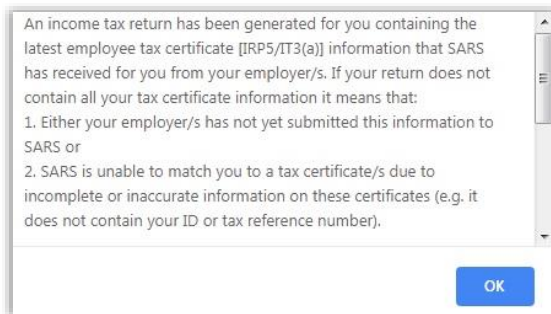 An income tax return has been generated for you containing the
latest employee tax certificate [IRP5/IT3(a)] information that SARS
has received for you from your employer/s. If your return does not
contain all your tax certificate information it means that:
1. Either your employer/s has not yet submitted this information to
SARS or
2. SARS is unable to match you to a tax certificate/s due to
incomplete or inaccurate information on these certificates (e.g. it
does not contain your ID or tax reference number).
OK